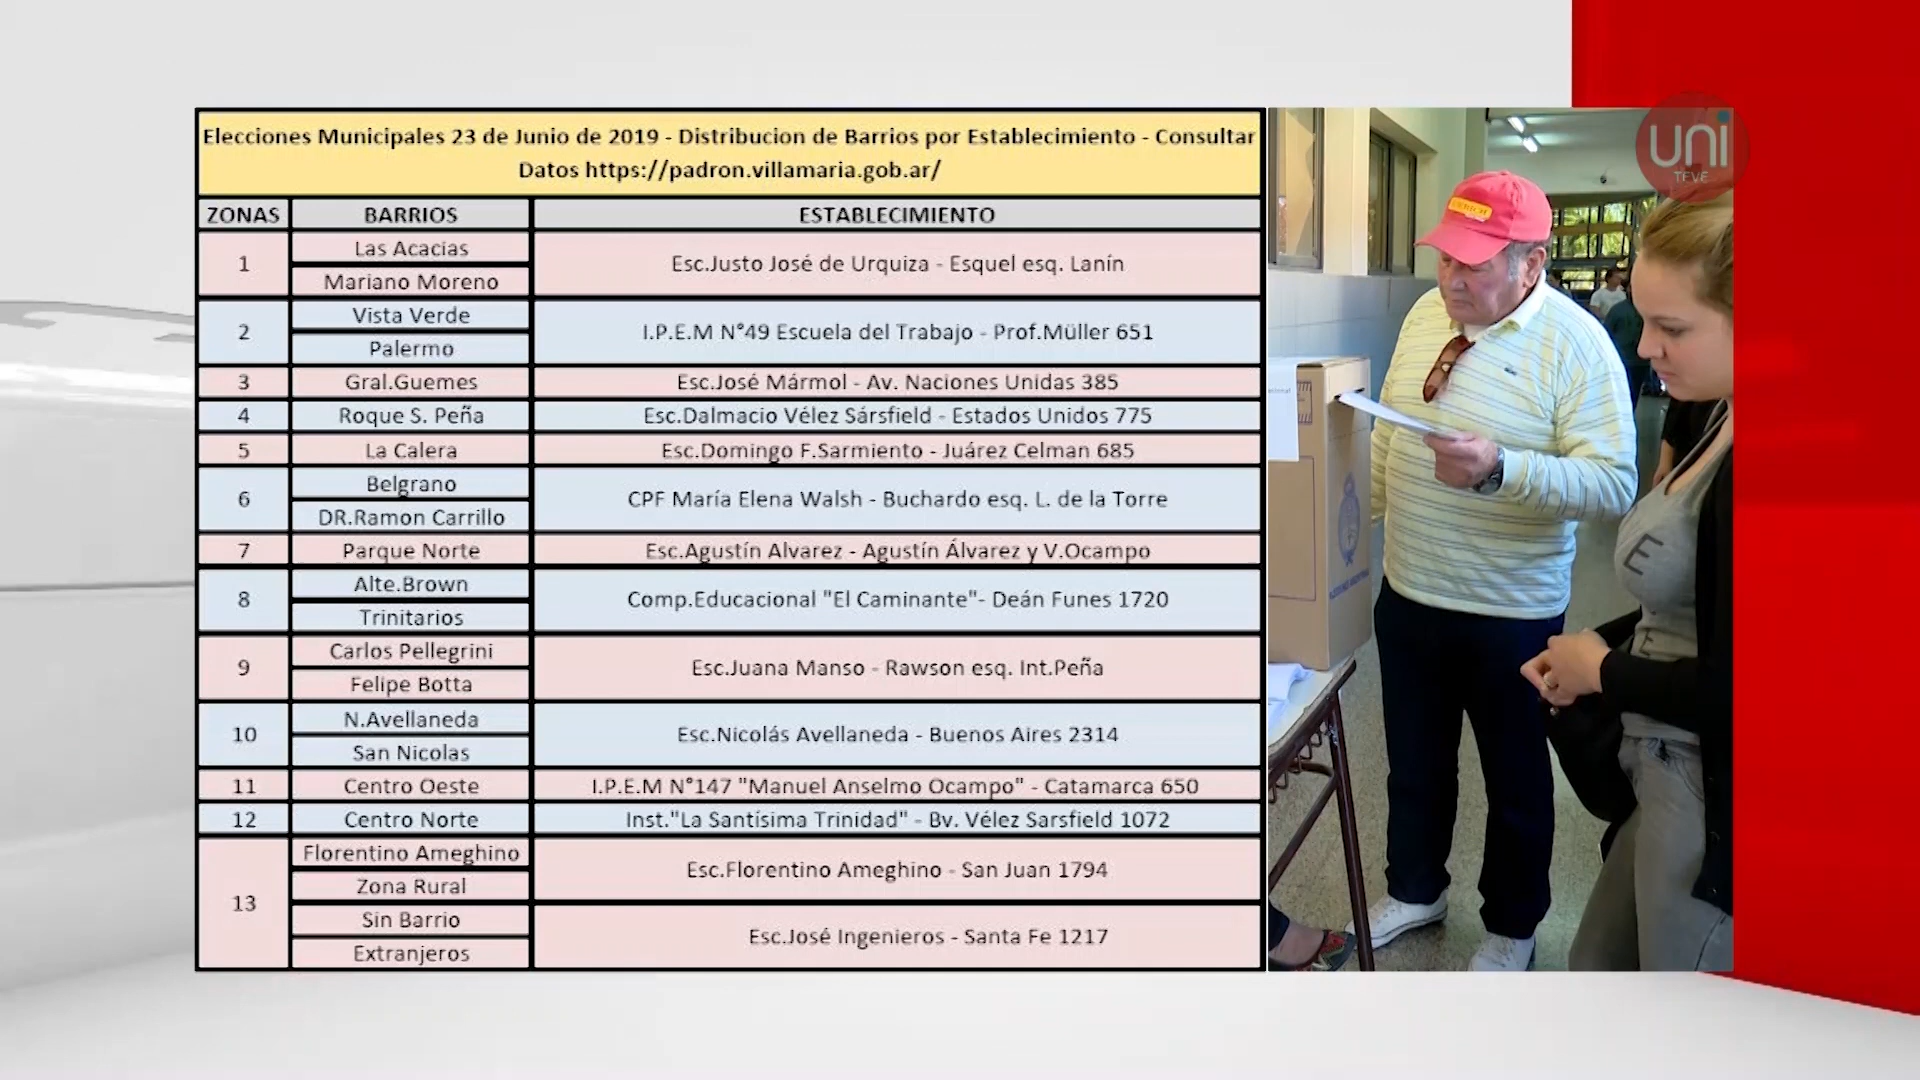 Elecciones Municipales 23 de Junio de 2019 - Distribucion de Barrios por Establecimiento - Consultar
Datos https://padron.villamaria.gob.ar/
ZONAS BARRIOS ESTABLECIMIENTO
1
Las Acacias
Mariano Moreno
Esc.Justo José de Urquiza - Esquel esq. Lanín
2
Vista Verde
Palermo
I.P.E.M N°49 Escuela del Trabajo - Prof.Müller 651
3 Gral.Guemes Esc.José Mármol - Av. Naciones Unidas 385
4 Roque S. Peña Esc.Dalmacio Vélez Sársfield - Estados Unidos 775
5 La Calera Esc.Domingo F.Sarmiento - Juárez Celman 685
6
Belgrano
DR.Ramon Carrillo
CPF María Elena Walsh - Buchardo esq. L. de la Torre
7 Parque Norte Esc.Agustín Alvarez - Agustín Álvarez y V.Ocampo
8
Alte.Brown
Trinitarios
Comp.Educacional "El Caminante"- Deán Funes 1720
9
Carlos Pellegrini
Felipe Botta
Esc.Juana Manso - Rawson esq. Int.Peña
10
N.Avellaneda
San Nicolas
Esc.Nicolás Avellaneda - Buenos Aires 2314
11 Centro Oeste I.P.E.M N°147 "Manuel Anselmo Ocampo" - Catamarca 650
12 Centro Norte Inst."La Santísima Trinidad" - Bv. Vélez Sarsfield 1072
13
Florentino Ameghino
Zona Rural
Esc.Florentino Ameghino - San Juan 1794
Sin Barrio
Extranjeros
Esc.José Ingenieros - Santa Fe 1217
uni
TEVE